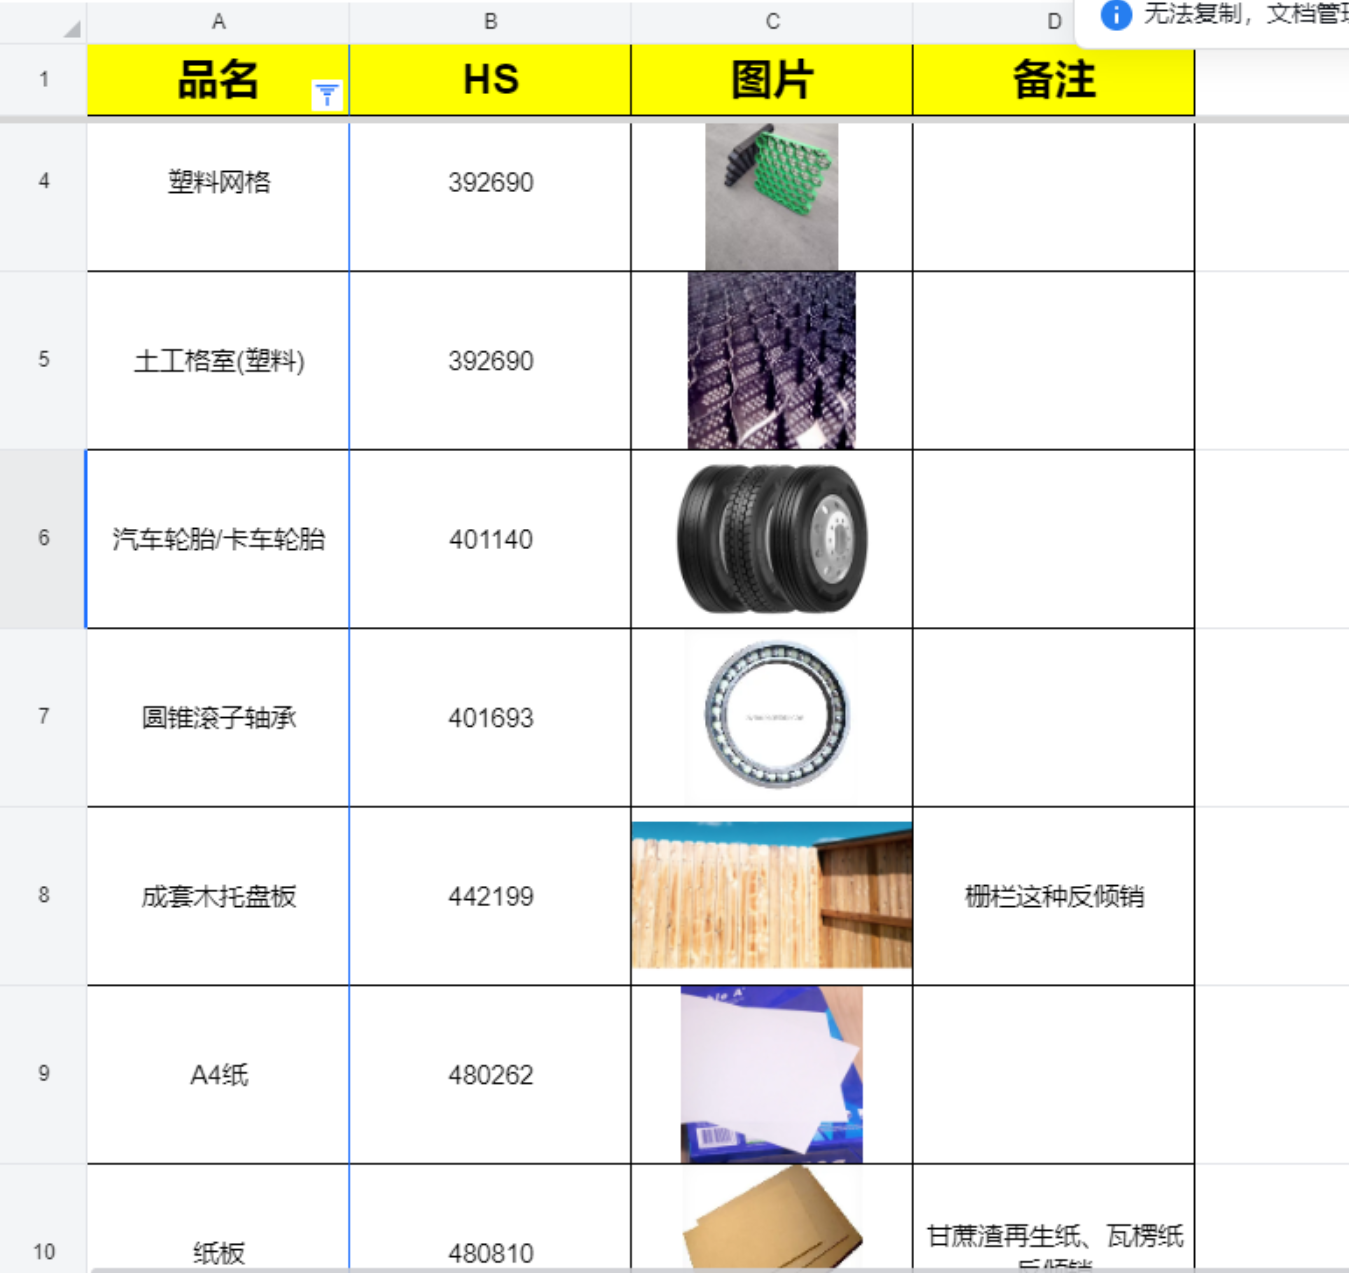 A B C D
无法复制，文档管理
1 品名 HS 图片 备注
4 塑料网格 392690
5 土工格室(塑料) 392690
6 汽车轮胎/卡车轮胎 401140
7 圆锥滚子轴承 401693
8 成套木托盘板 442199 栅栏这种反倾销
9 A4纸 480262
甘蔗渣再生纸、瓦楞纸
10 纸板 480810
反倾销